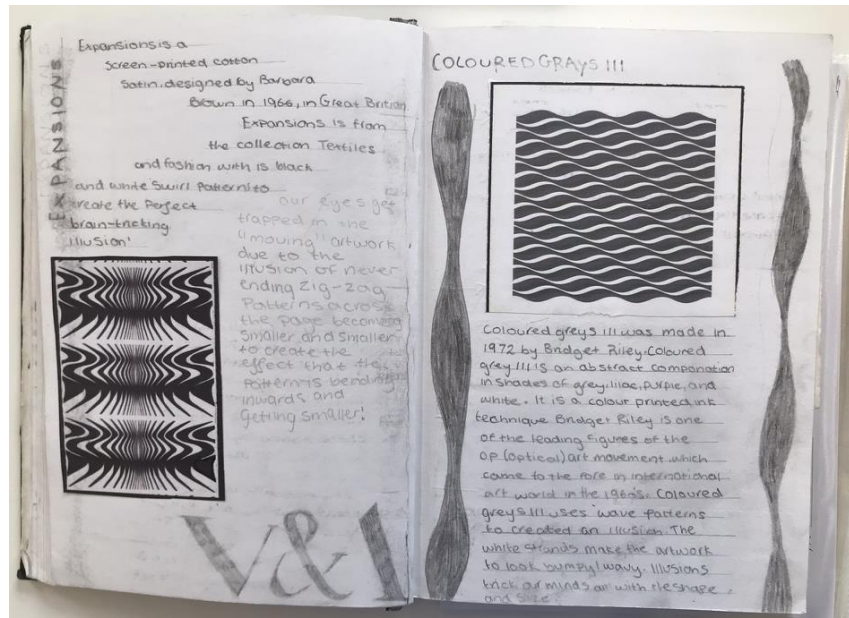 EXPANSIONS
Expansions is a
screen-printed cotton
Satin. designed by Barbara
Brown in 1966, in Great Britian
Expansions is from
the collection Textiles
and fashion with is black
and white Swirl Pattern to
create the Perfect
brain-tricking
illusion!
our eyes get
trapped in the
"moving" artwork
due to the
illusion of never
ending Zig-zag
Patterns across
the page becoming
Smaller and Smaller
to create the
effect that the
Pattern is bending
inwards and
Getting smaller!
V&A
COLOURED GRAYS III
Coloured greys III was made in
1972 by Bridget Riley. Coloured
grey III is an abstract
in shades of grey, lilac, purple, and
white. It is a colour printed, ink
technique Bridget Riley is one
of the leading figures of the
op (optical) art movement. which
came to the fore in international
art world in the 1960s. Coloured
greys III uses wave patterns
to created an illusion. The
white strands make the artwork
to look bumpy/wavy. Illusions
trick our minds with the shape
and size.